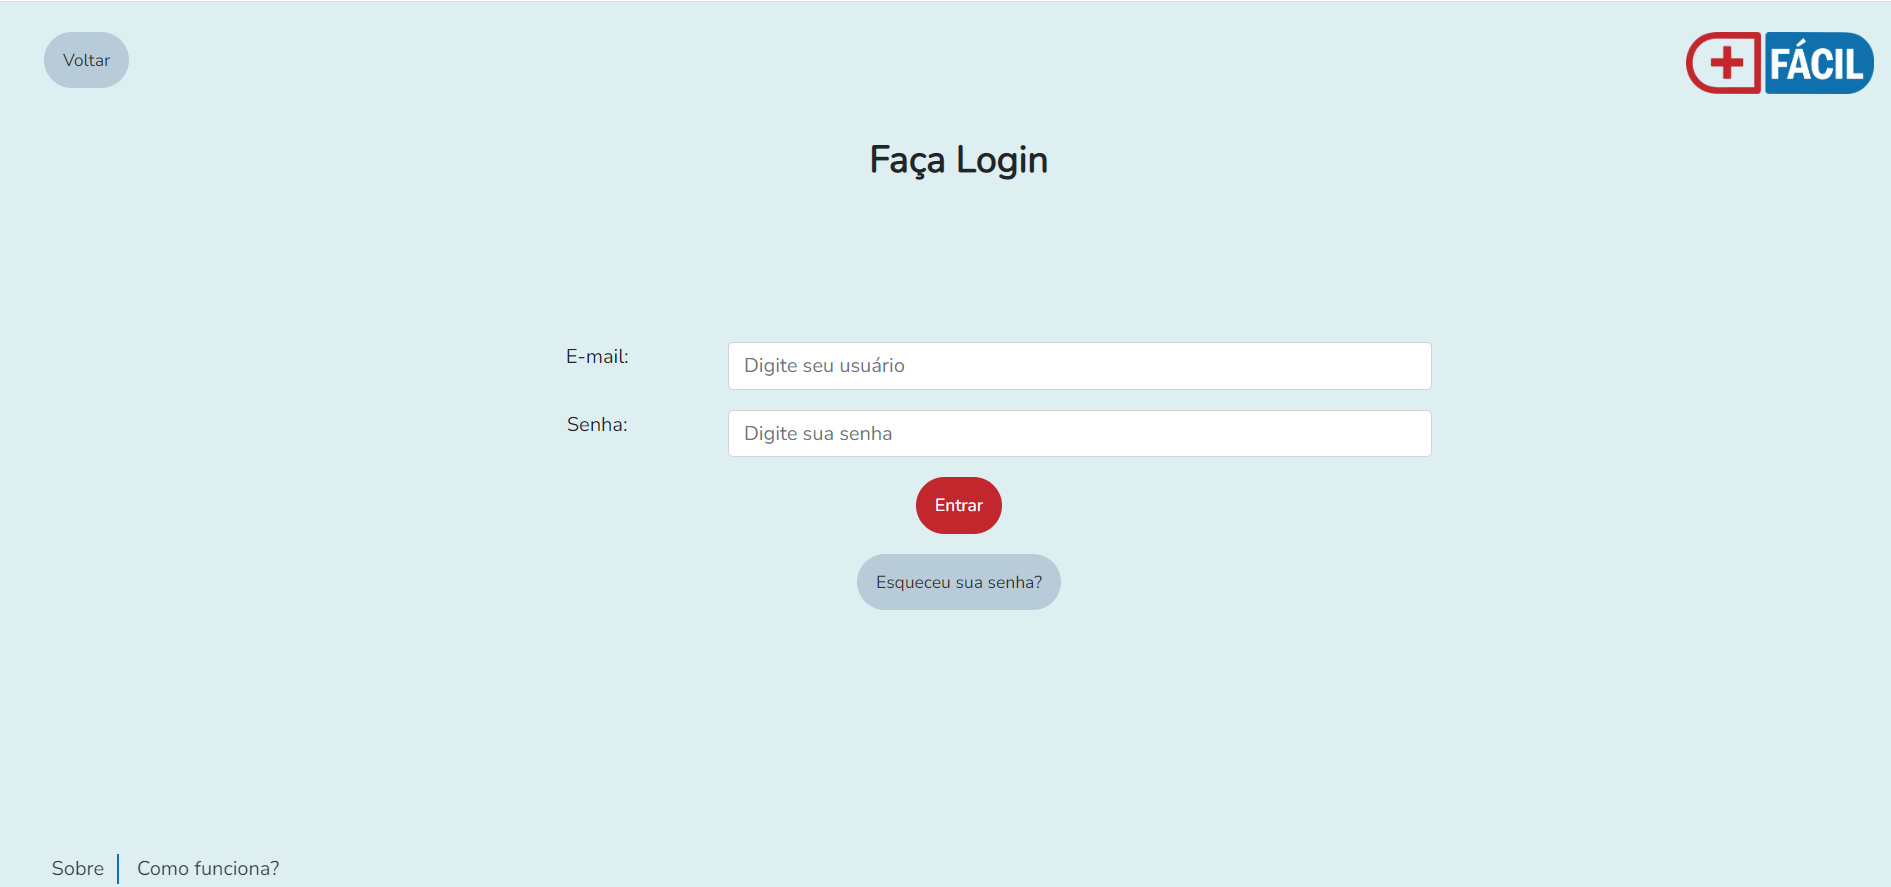 Voltar
FÁCIL
Faça Login
E-mail:
Digite seu usuário
Senha:
Digite sua senha
Entrar
Esqueceu sua senha?
Sobre
Como funciona?